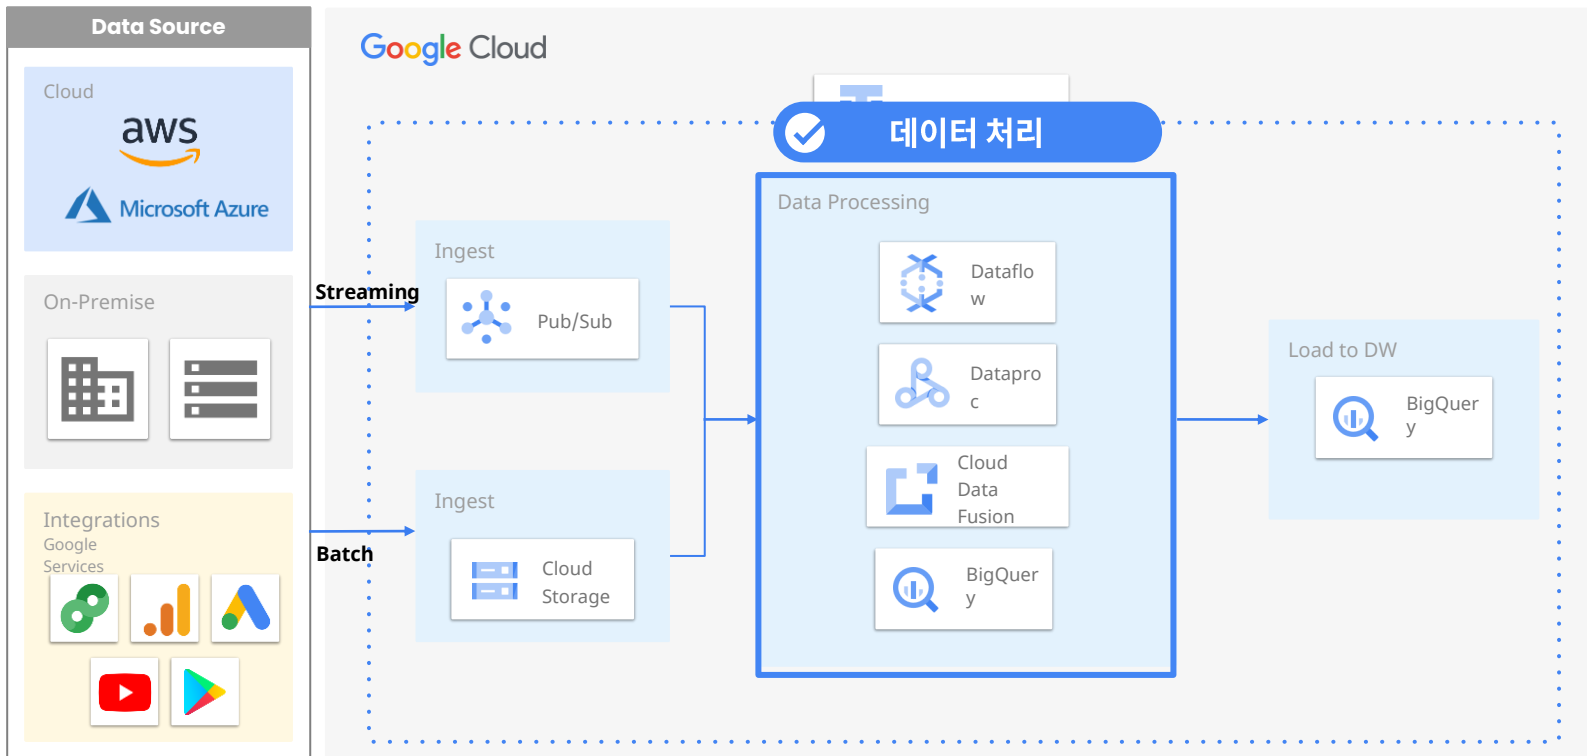 Data Source
Cloud
aws
Microsoft Azure
On-Premise
Integrations
Google
Services
Google Cloud
데이터 처리
Streaming
Batch
Ingest
Pub/Sub
Ingest
Cloud
Storage
Data Processing
Dataflo
w
Datapro
c
Cloud
Data
Fusion
BigQuer
y
Load to DW
BigQuer
y